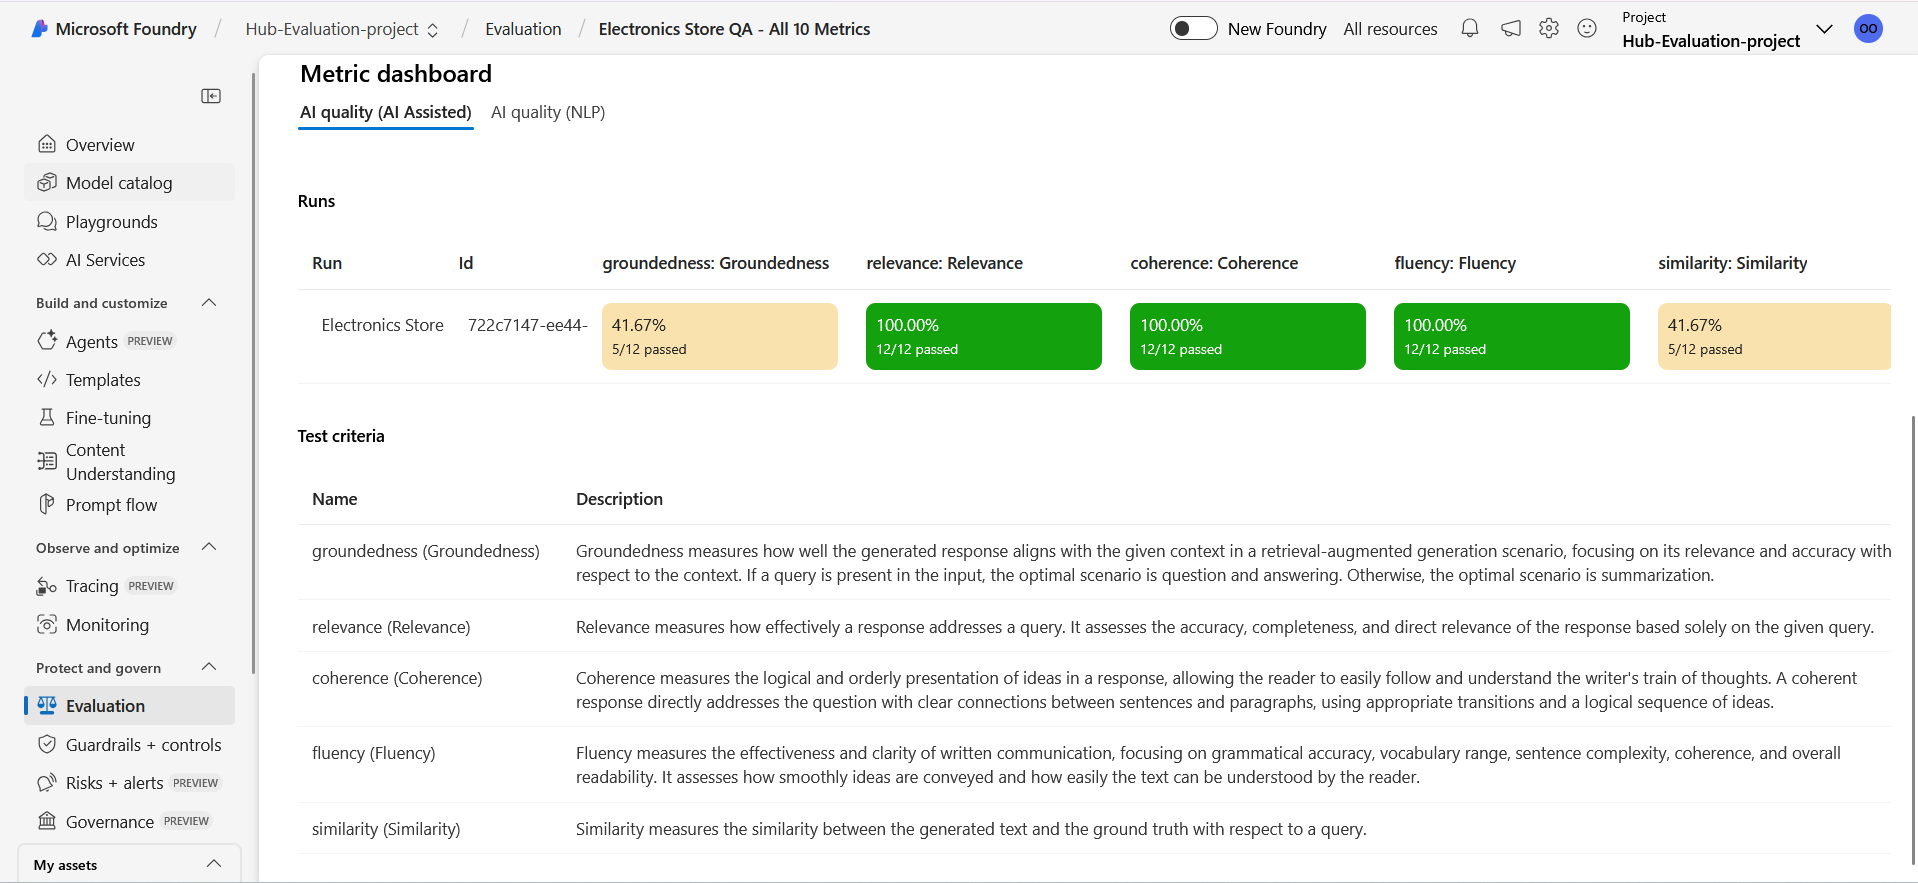 Microsoft Foundry / Hub-Evaluation-project / Evaluation / Electronics Store QA - All 10 Metrics
New Foundry All resources
Project
Hub-Evaluation-project
OO
Overview
Model catalog
Playgrounds
AI Services
Build and customize
Agents PREVIEW
Templates
Fine-tuning
Content
Understanding
Prompt flow
Observe and optimize
Tracing PREVIEW
Monitoring
Protect and govern
Evaluation
Guardrails + controls
Risks + alerts PREVIEW
Governance PREVIEW
My assets
Metric dashboard
AI quality (AI Assisted) AI quality (NLP)
Runs
Run Id groundedness: Groundedness relevance: Relevance coherence: Coherence fluency: Fluency similarity: Similarity
Electronics Store 722c7147-ee44- 41.67% 100.00% 100.00% 100.00% 41.67%
5/12 passed 12/12 passed 12/12 passed 12/12 passed 5/12 passed
Test criteria
Name Description
groundedness (Groundedness) Groundedness measures how well the generated response aligns with the given context in a retrieval-augmented generation scenario, focusing on its relevance and accuracy with
respect to the context. If a query is present in the input, the optimal scenario is question and answering. Otherwise, the optimal scenario is summarization.
relevance (Relevance) Relevance measures how effectively a response addresses a query. It assesses the accuracy, completeness, and direct relevance of the response based solely on the given query.
coherence (Coherence) Coherence measures the logical and orderly presentation of ideas in a response, allowing the reader to easily follow and understand the writer's train of thoughts. A coherent
response directly addresses the question with clear connections between sentences and paragraphs, using appropriate transitions and a logical sequence of ideas.
fluency (Fluency) Fluency measures the effectiveness and clarity of written communication, focusing on grammatical accuracy, vocabulary range, sentence complexity, coherence, and overall
readability. It assesses how smoothly ideas are conveyed and how easily the text can be understood by the reader.
similarity (Similarity) Similarity measures the similarity between the generated text and the ground truth with respect to a query.